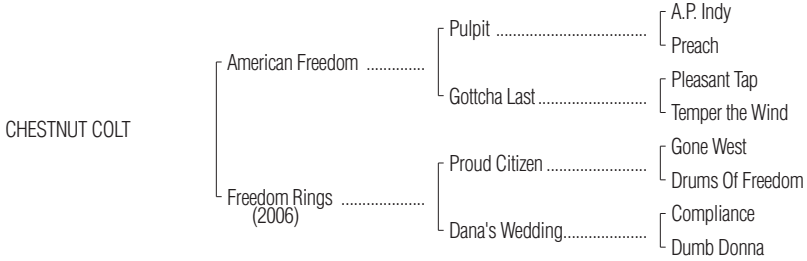 A.P. Indy
Pulpit ................................
Preach
American Freedom ..............
Pleasant Tap
Gottcha Last .......................
Temper the Wind
CHESTNUT COLT
Gone West
Proud Citizen .....................
Drums Of Freedom
Freedom Rings ....................
(2006)
Compliance
Dana's Wedding....................
Dumb Donna